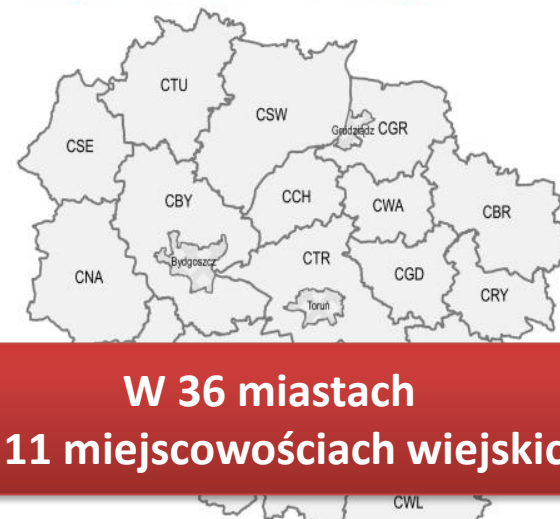 CTU
CSW
Grudziądz CGR
CSE
CBY
CCH
CWA
CBR
Bydgoszcz
CTR
CNA
CGD
CRY
Toruń
W 36 miastach
11 miejscowościach wiejskic
CWL